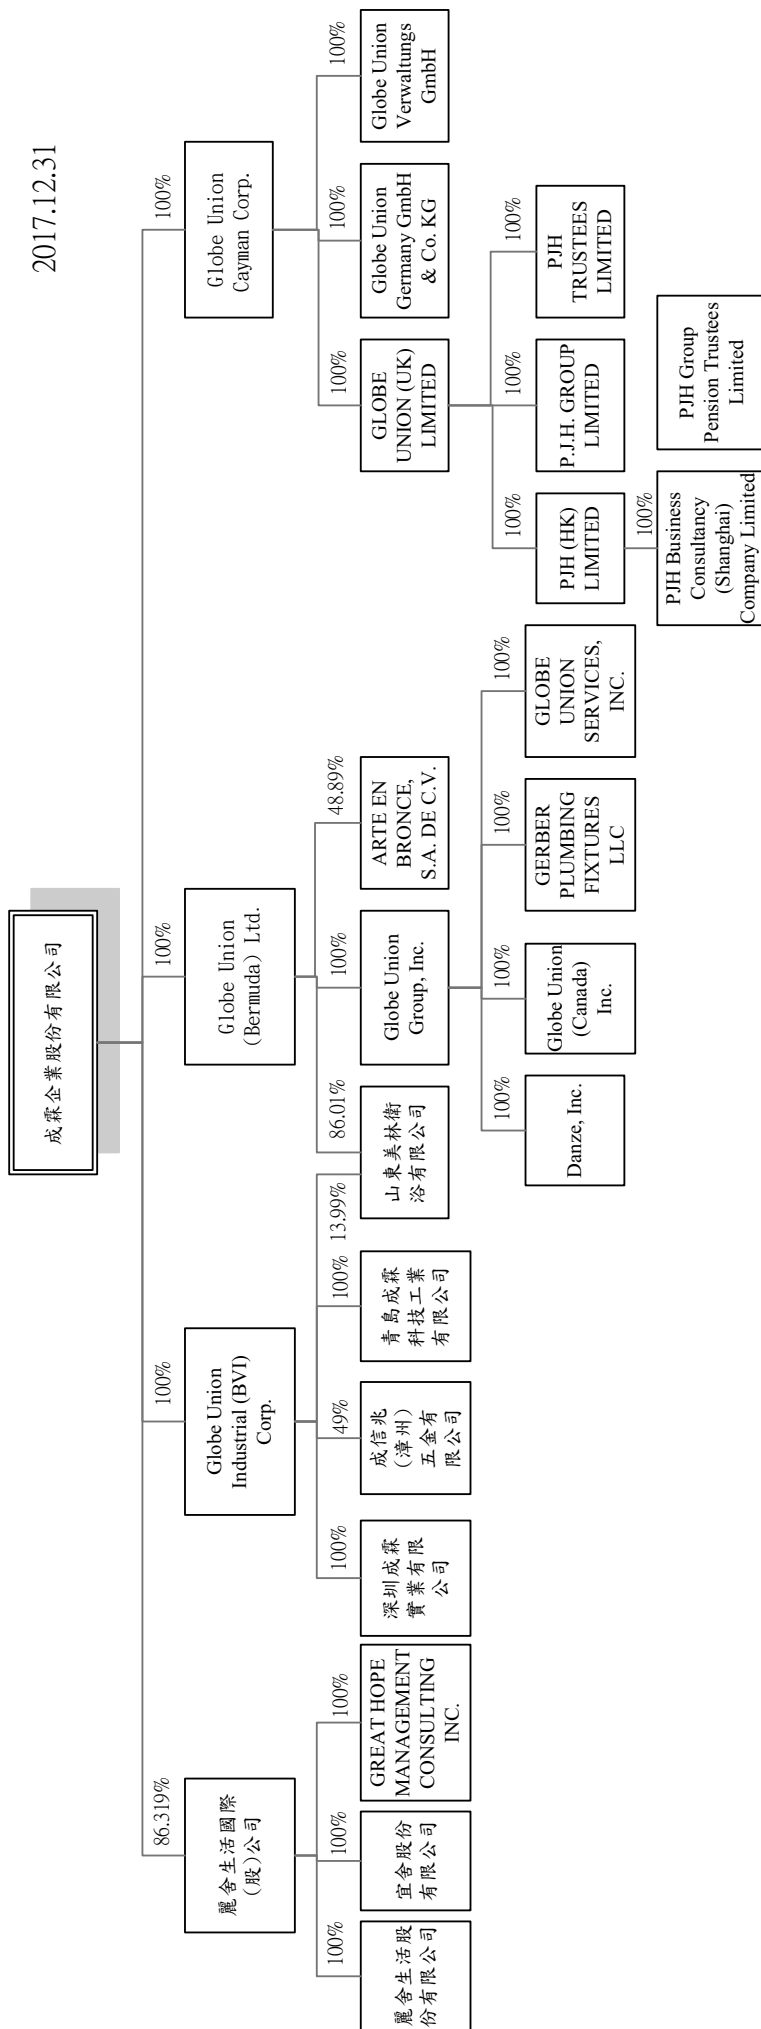 2017.12.31
成霖企業股份有限公司
86.319%
100%
100%
100%
麗舍生活國際
(股)公司
Globe Union
Industrial (BVI)
Corp.
Globe Union
(Bermuda) Ltd.
Globe Union
Cayman Corp.
100%
100%
100%
100%
49%
100%
13.99%
86.01%
100%
48.89%
100%
100%
100%
麗舍生活股
份有限公司
宜舍股份
有限公司
GREAT HOPE
MANAGEMENT
CONSULTING
INC.
深圳成霖
實業有限
公司
成信兆
(漳州)
五金有
限公司
青島成霖
科技工業
有限公司
山東美林衛
浴有限公司
Globe Union
Group, Inc.
ARTE EN
BRONCE,
S.A. DE C.V.
GLOBE
UNION (UK)
LIMITED
Globe Union
Germany GmbH
& Co. KG
Globe Union
Verwaltungs
GmbH
100%
100%
100%
100%
100%
100%
100%
Danze, Inc.
Globe Union
(Canada)
Inc.
GERBER
PLUMBING
FIXTURES
LLC
GLOBE
UNION
SERVICES,
INC.
PJH (HK)
LIMITED
P.J.H. GROUP
LIMITED
PJH
TRUSTEES
LIMITED
100%
PJH Business
Consultancy
(Shanghai)
Company Limited
PJH Group
Pension Trustees
Limited